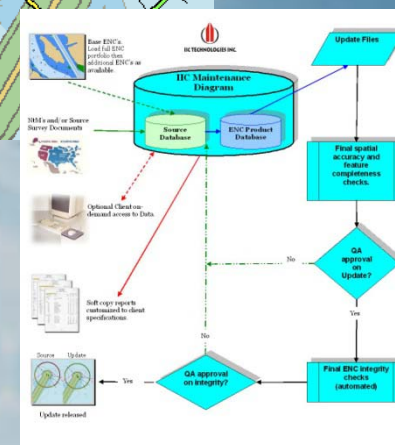 IIC TECHNOLOGIES INC.
Base ENC's
Load full ENC
portfolio then
additional ENC's as
available.
Update Files
IIC Maintenance
Diagram
NtM's and/or Source
Survey Documents
Source
Database
ENC Product
Database
Final spatial
accuracy and
feature
completeness
checks.
Optional Client on-
demand access to Data
No
QA
approval
on
Update?
Soft copy reports
customized to client
specifications
Yes
No
Source Update
Yes
QA approval
on integrity?
Final ENC integrity
checks
(automated)
Update released